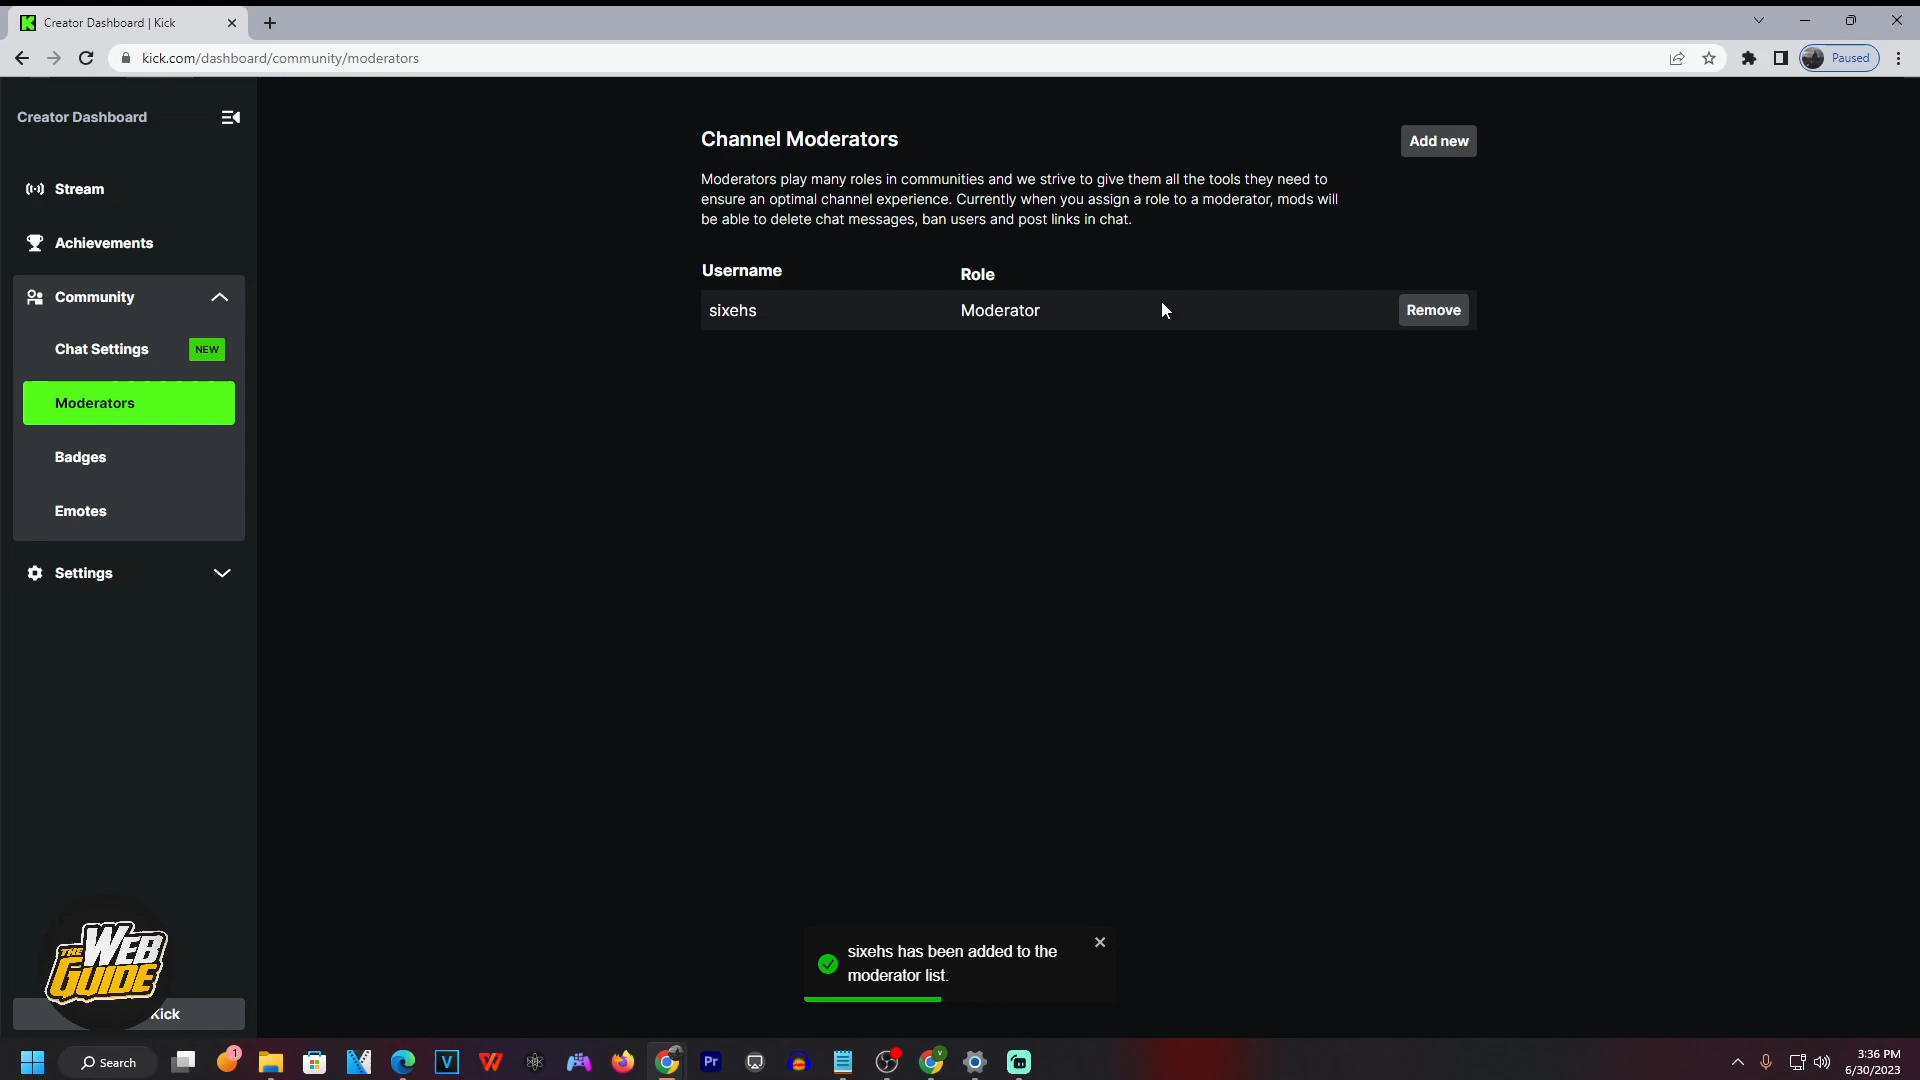 Creator Dashboard | Kick
kick.com/dashboard/community/moderators
Paused
Creator Dashboard
Stream
Achievements
Community
Chat Settings NEW
Moderators
Badges
Emotes
Settings
Channel Moderators
Add new
Moderators play many roles in communities and we strive to give them all the tools they need to
ensure an optimal channel experience. Currently when you assign a role to a moderator, mods will
be able to delete chat messages, ban users and post links in chat.
Username Role
sixehs Moderator Remove
sixehs has been added to the
moderator list.
THE WEB
GUIDE
Kick
Search
1
V
W
Pr
V
3:36 PM
6/30/2023